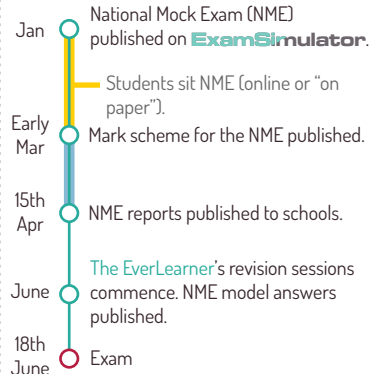 Jan
National Mock Exam (NME)
published on ExamSimulator.
Students sit NME (online or “on
paper”).
Early
Mar
Mark scheme for the NME published.
15th
Apr
NME reports published to schools.
June
The EverLearner’s revision sessions
commence. NME model answers
published.
18th
June
Exam